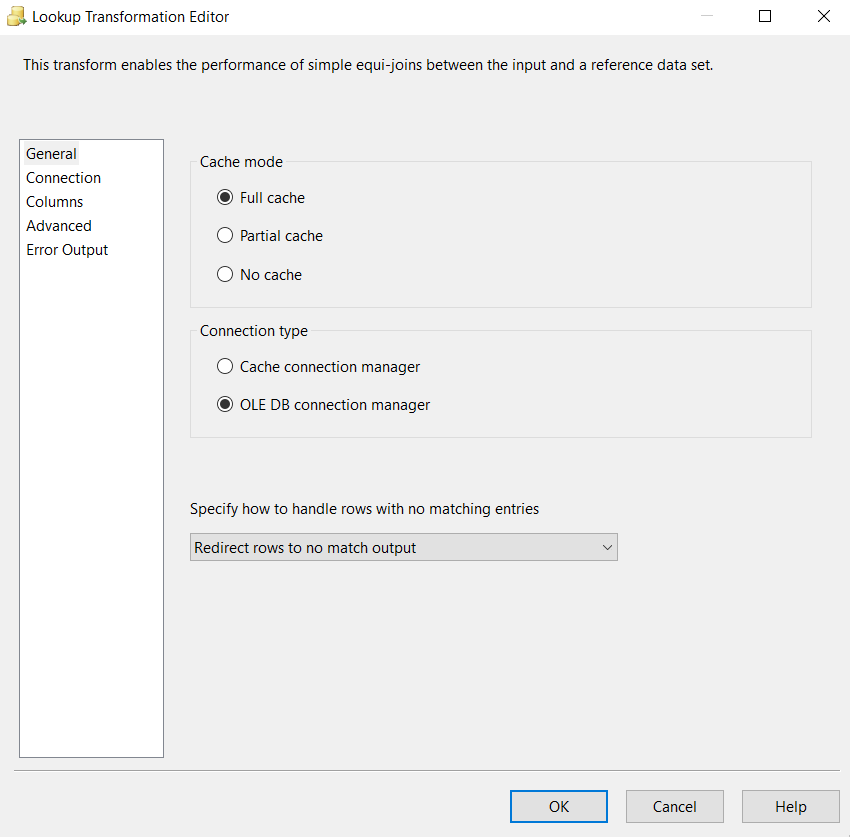 Lookup Transformation Editor
This transform enables the performance of simple equi-joins between the input and a reference data set.
General
Connection
Columns
Advanced
Error Output
Cache mode
Full cache
Partial cache
No cache
Connection type
Cache connection manager
OLE DB connection manager
Specify how to handle rows with no matching entries
Redirect rows to no match output
OK
Cancel
Help